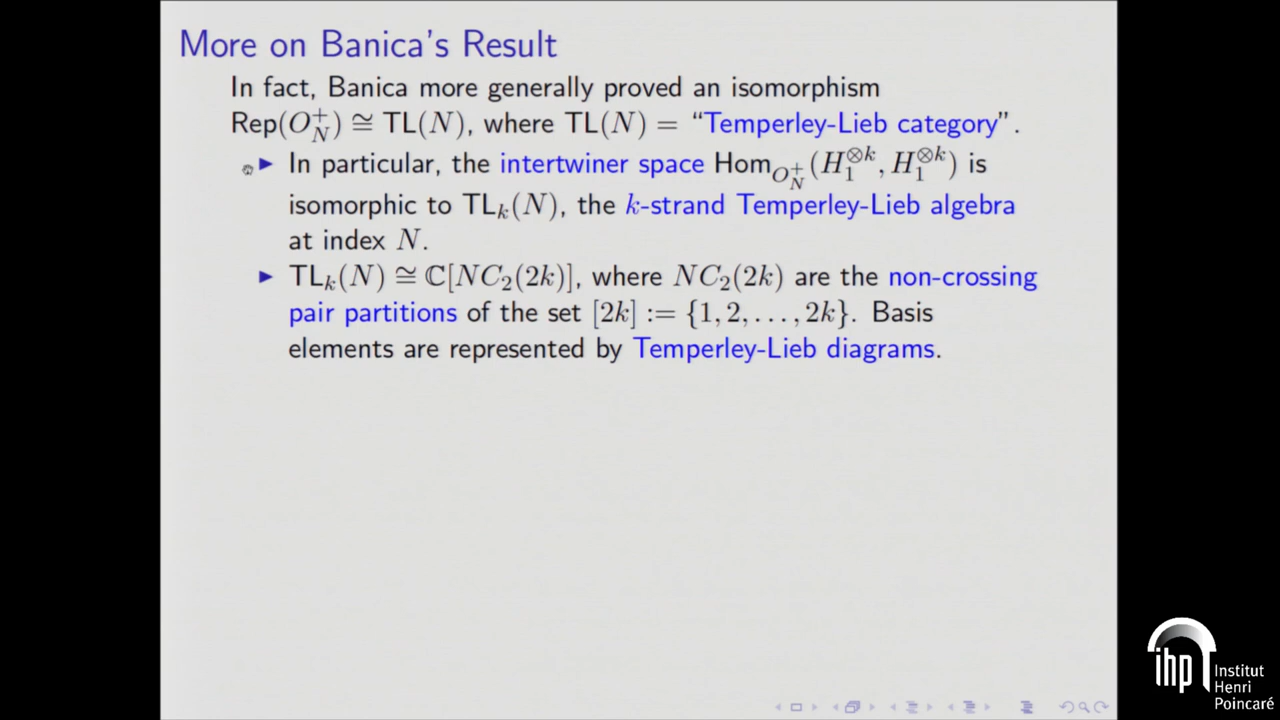 More on Banica's Result
In fact, Banica more generally proved an isomorphism
Rep(O_N^+) ≅ TL(N), where TL(N) = “Temperley-Lieb category”.
▶ In particular, the intertwiner space Hom_{O_N^+}(H_1^{⊗k}, H_1^{⊗k}) is
isomorphic to TL_k(N), the k-strand Temperley-Lieb algebra
at index N.
▶ TL_k(N) ≅ ℂ[NC_2(2k)], where NC_2(2k) are the non-crossing
pair partitions of the set [2k] := {1, 2, . . . , 2k}. Basis
elements are represented by Temperley-Lieb diagrams.
ihp
Institut
Henri
Poincaré